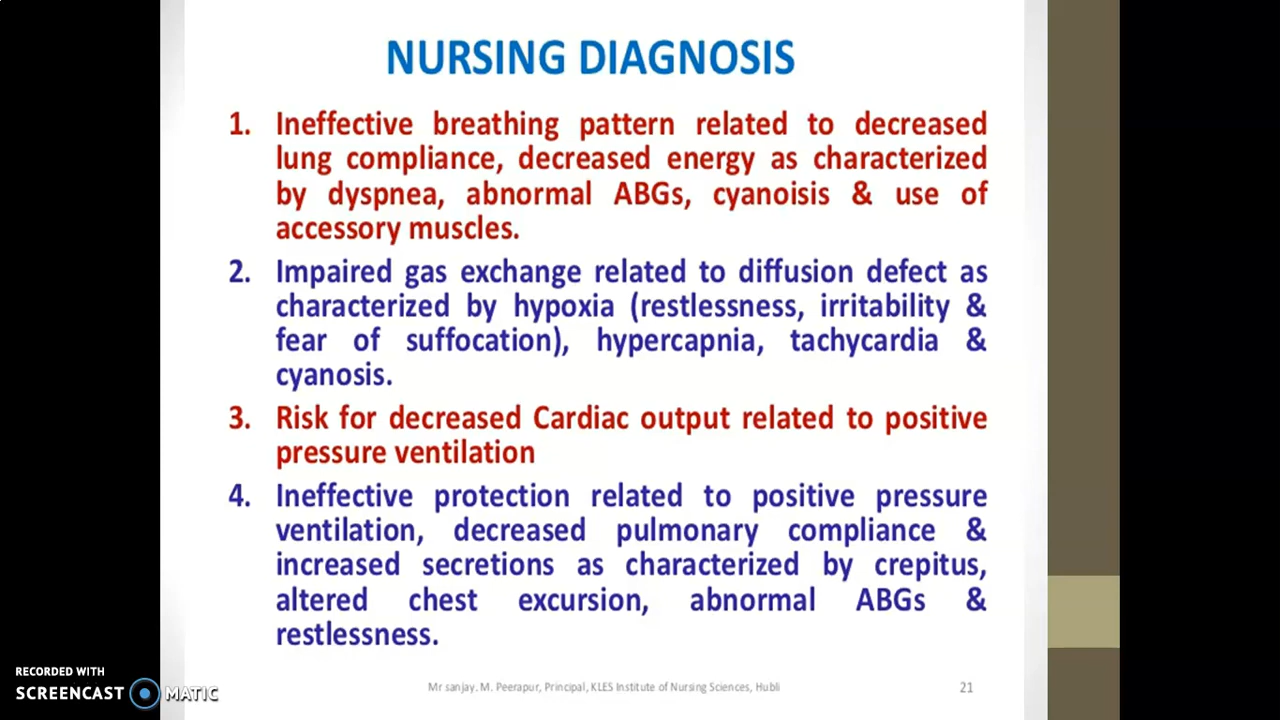 NURSING DIAGNOSIS
1. Ineffective breathing pattern related to decreased
lung compliance, decreased energy as characterized
by dyspnea, abnormal ABGs, cyanoisis & use of
accessory muscles.
2. Impaired gas exchange related to diffusion defect as
characterized by hypoxia (restlessness, irritability &
fear of suffocation), hypercapnia, tachycardia &
cyanosis.
3. Risk for decreased Cardiac output related to positive
pressure ventilation
4. Ineffective protection related to positive pressure
ventilation, decreased pulmonary compliance &
increased secretions as characterized by crepitus,
altered chest excursion, abnormal ABGs &
restlessness.
Mr sanjay. M. Peerapur, Principal, KLES Institute of Nursing Sciences, Hubli
21
RECORDED WITH
SCREENCAST MATIC